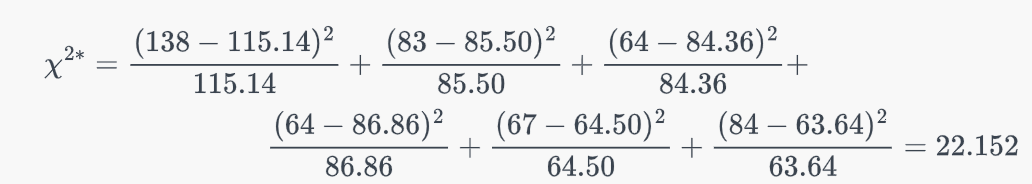 χ²* = (138 − 115.14)²/115.14 + (83 − 85.50)²/85.50 + (64 − 84.36)²/84.36 +
(64 − 86.86)²/86.86 + (67 − 64.50)²/64.50 + (84 − 63.64)²/63.64 = 22.152